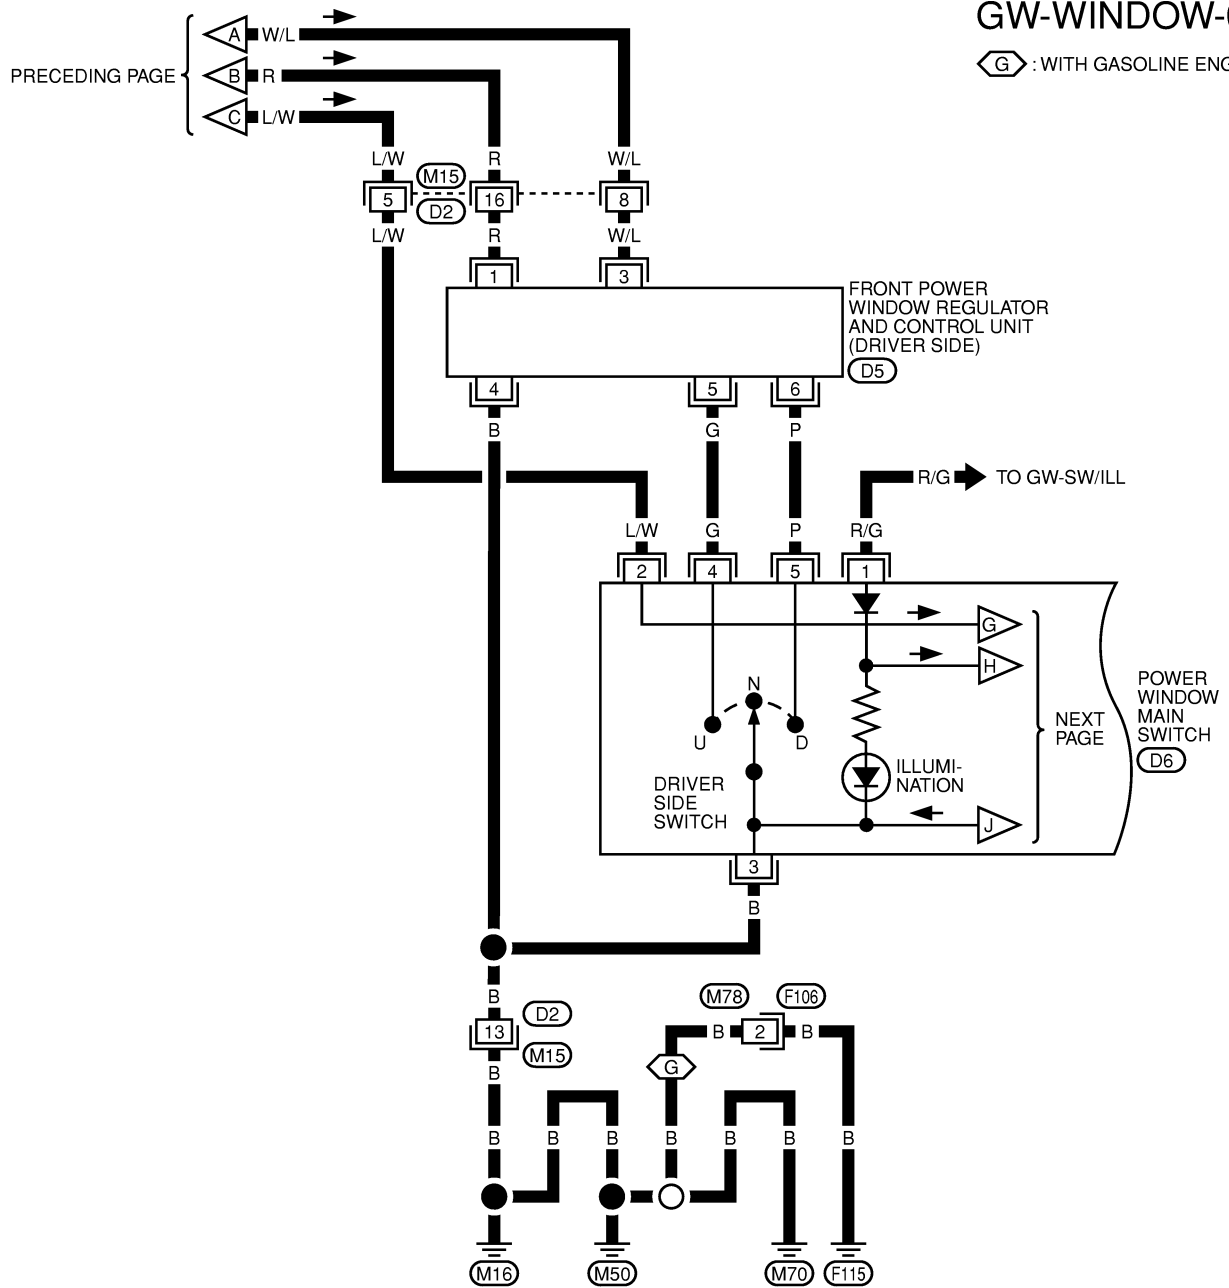 GW-WINDOW-
G : WITH GASOLINE ENG
PRECEDING PAGE
A W/L
B R
C L/W
L/W R W/L
M15
5 16 8
D2
L/W R W/L
1 3
FRONT POWER
WINDOW REGULATOR
AND CONTROL UNIT
(DRIVER SIDE)
D5
4 5 6
B G P
R/G TO GW-SW/ILL
L/W G P R/G
2 4 5 1
G
H
N
U D
NEXT
PAGE
POWER
WINDOW
MAIN
SWITCH
D6
ILLUMI-
NATION
DRIVER
SIDE
SWITCH
J
3
B
B
D2
13
M15
B
M78 F106
B 2 B
G
B B B B B B B
M16 M50 M70 F115